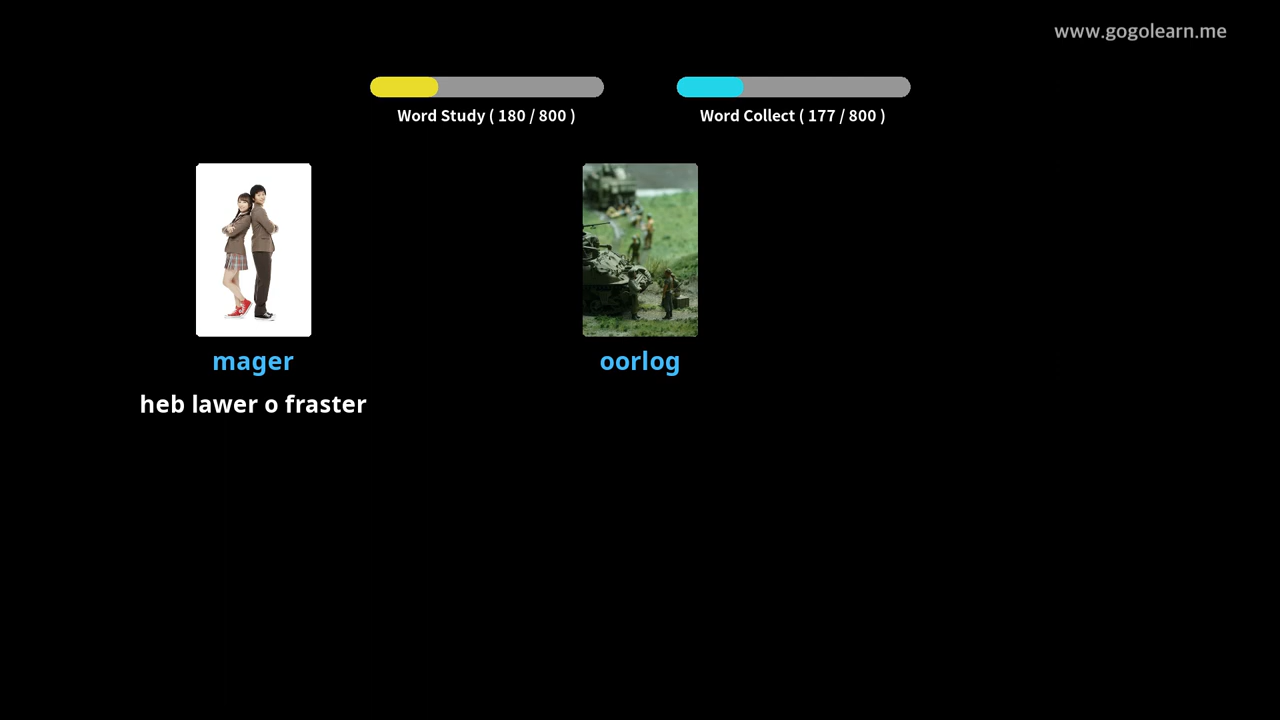 www.gogolearn.me
Word Study ( 180 / 800 )
Word Collect ( 177 / 800 )
mager
oorlog
heb lawer o fraster